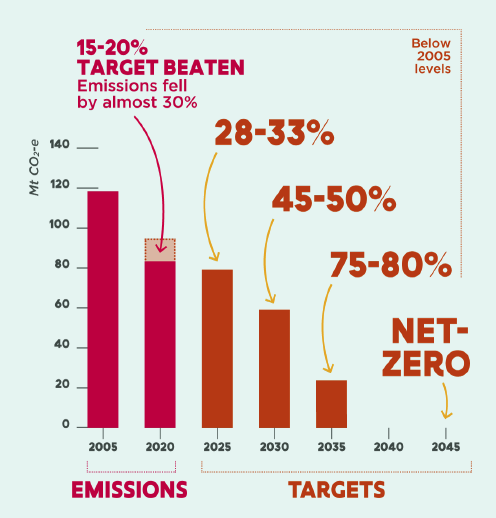 15-20%
TARGET BEATEN
Emissions fell
by almost 30%
Below
2005
levels
28-33%
45-50%
75-80%
NET-
ZERO
Mt CO₂-e
140
120
100
80
60
40
20
0
2005 2020 2025 2030 2035 2040 2045
EMISSIONS TARGETS